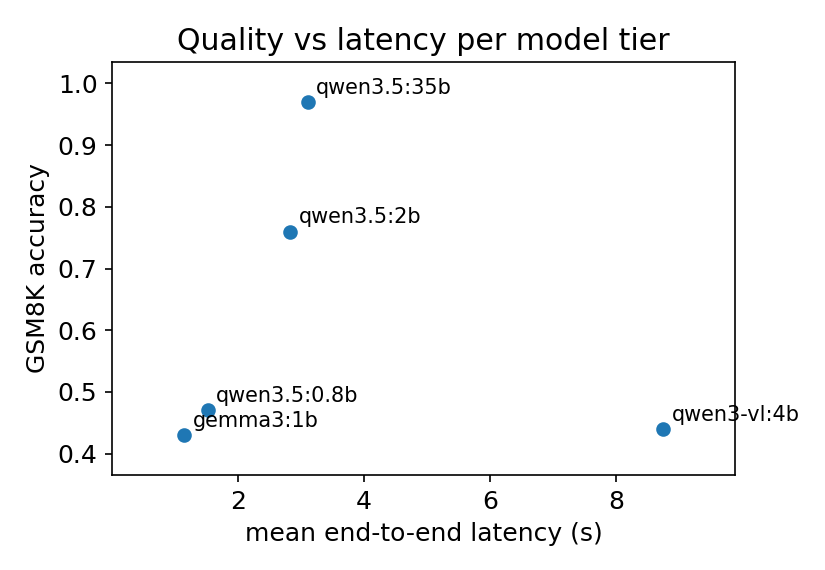 Quality vs latency per model tier
1.0
0.9
0.8
0.7
0.6
0.5
0.4
GSM8K accuracy
qwen3.5:35b
qwen3.5:2b
qwen3.5:0.8b
gemma3:1b
qwen3-vl:4b
2 4 6 8
mean end-to-end latency (s)